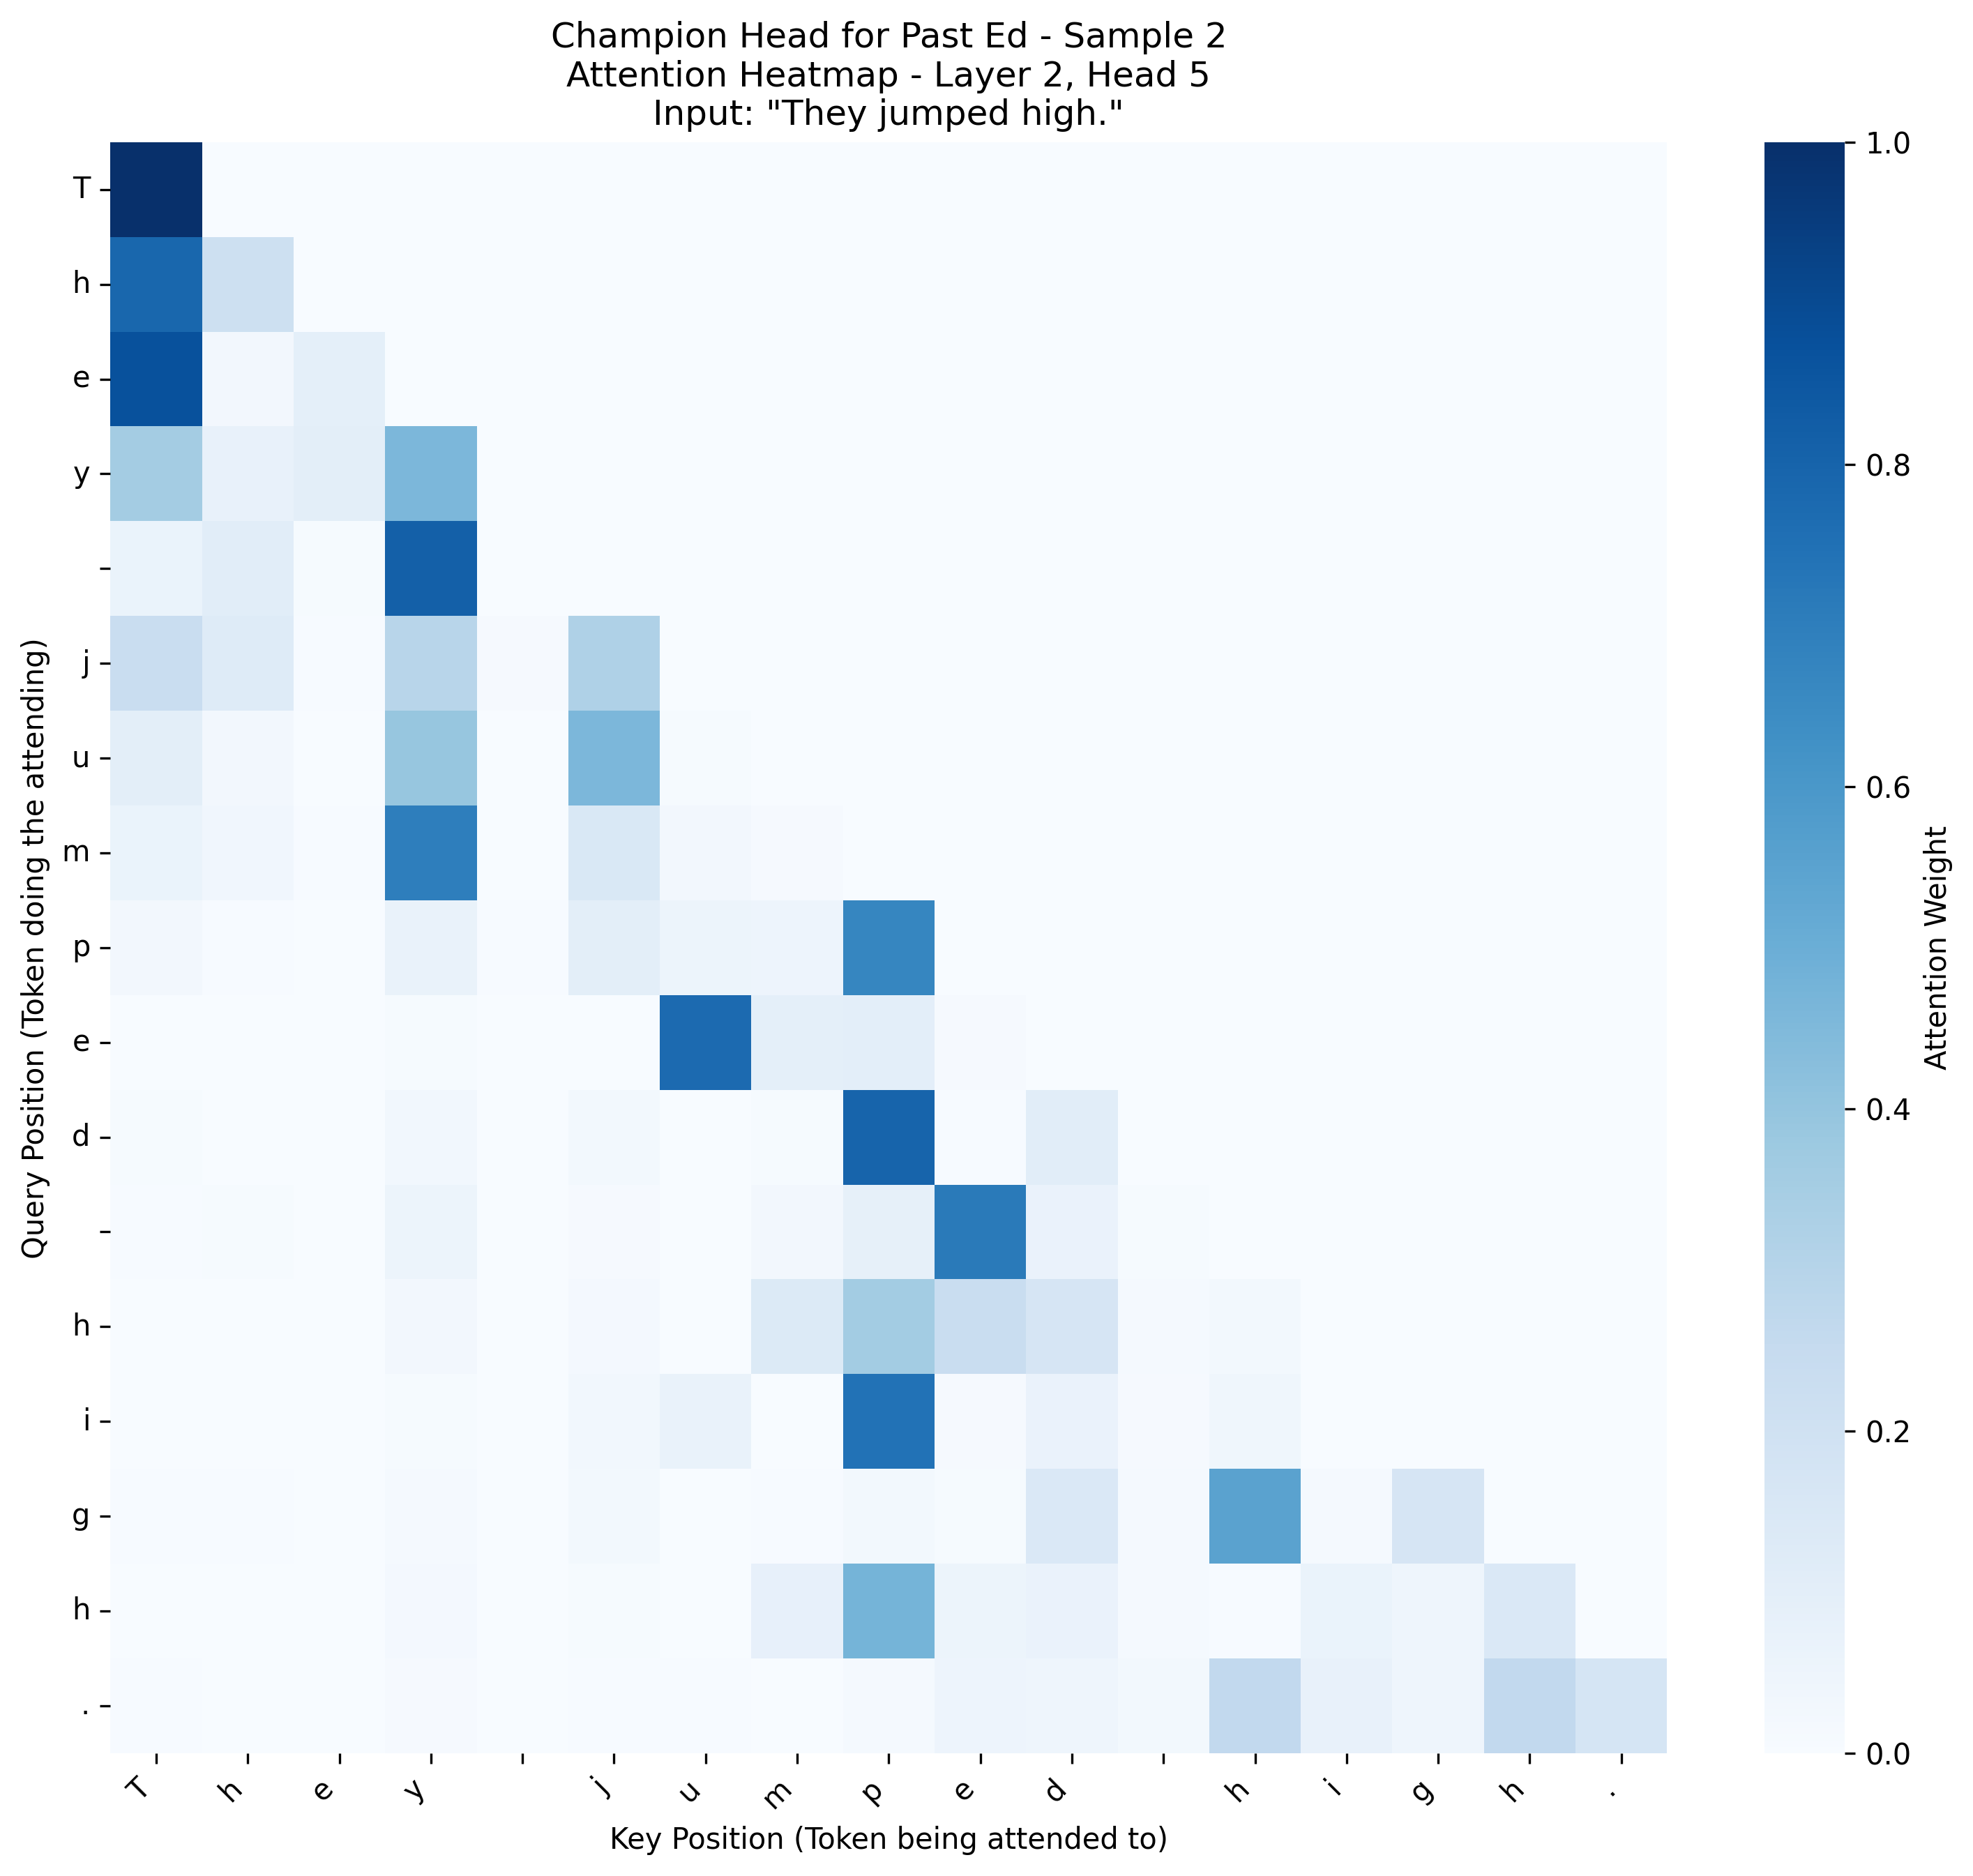 Champion Head for Past Ed - Sample 2
Attention Heatmap - Layer 2, Head 5
Input: "They jumped high."
Query Position (Token doing the attending)
T
h
e
y
j
u
m
p
e
d
h
i
g
h
.
T
h
e
y
j
u
m
p
e
d
h
i
g
h
.
Key Position (Token being attended to)
1.0
0.8
0.6
0.4
0.2
0.0
Attention Weight